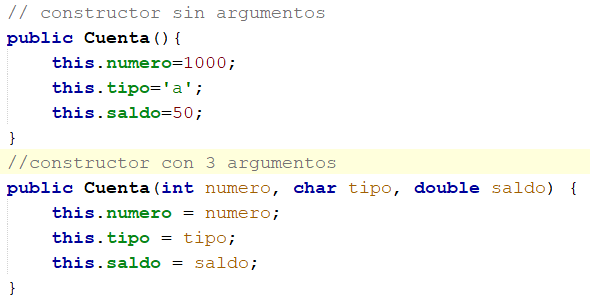 // constructor sin argumentos
public Cuenta(){
    this.numero=1000;
    this.tipo='a';
    this.saldo=50;
}
//constructor con 3 argumentos
public Cuenta(int numero, char tipo, double saldo) {
    this.numero = numero;
    this.tipo = tipo;
    this.saldo = saldo;
}